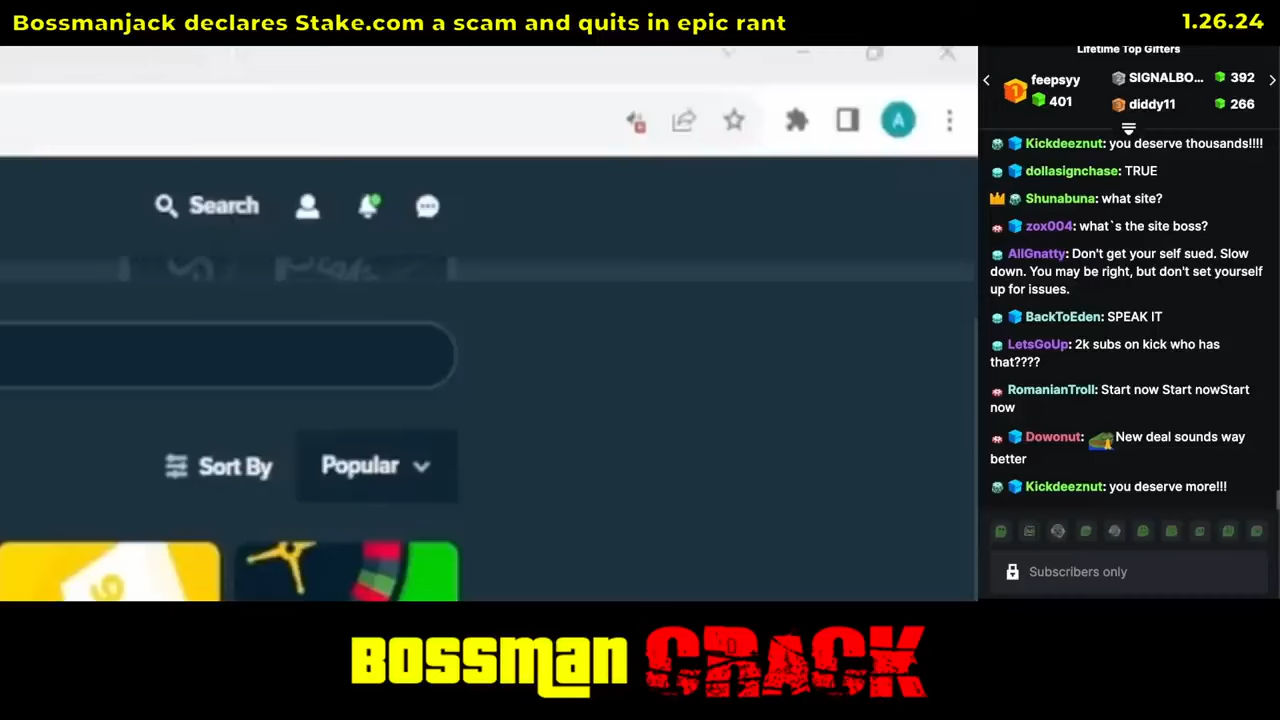 Bossmanjack declares Stake.com a scam and quits in epic rant
1.26.24
Lifetime Top Gifters
1
feepsyy
401
SIGNALBO... 392
diddy11 266
A
Search
Sort By
Popular
Kickdeeznut: you deserve thousands!!!!
dollasignchase: TRUE
Shunabuna: what site?
zox004: what`s the site boss?
AllGnatty: Don't get your self sued. Slow
down. You may be right, but don't set yourself
up for issues.
BackToEden: SPEAK IT
LetsGoUp: 2k subs on kick who has
that????
RomanianTroll: Start now Start nowStart
now
Dowonut: New deal sounds way
better
Kickdeeznut: you deserve more!!!
Subscribers only
BOSSMAN CRACK